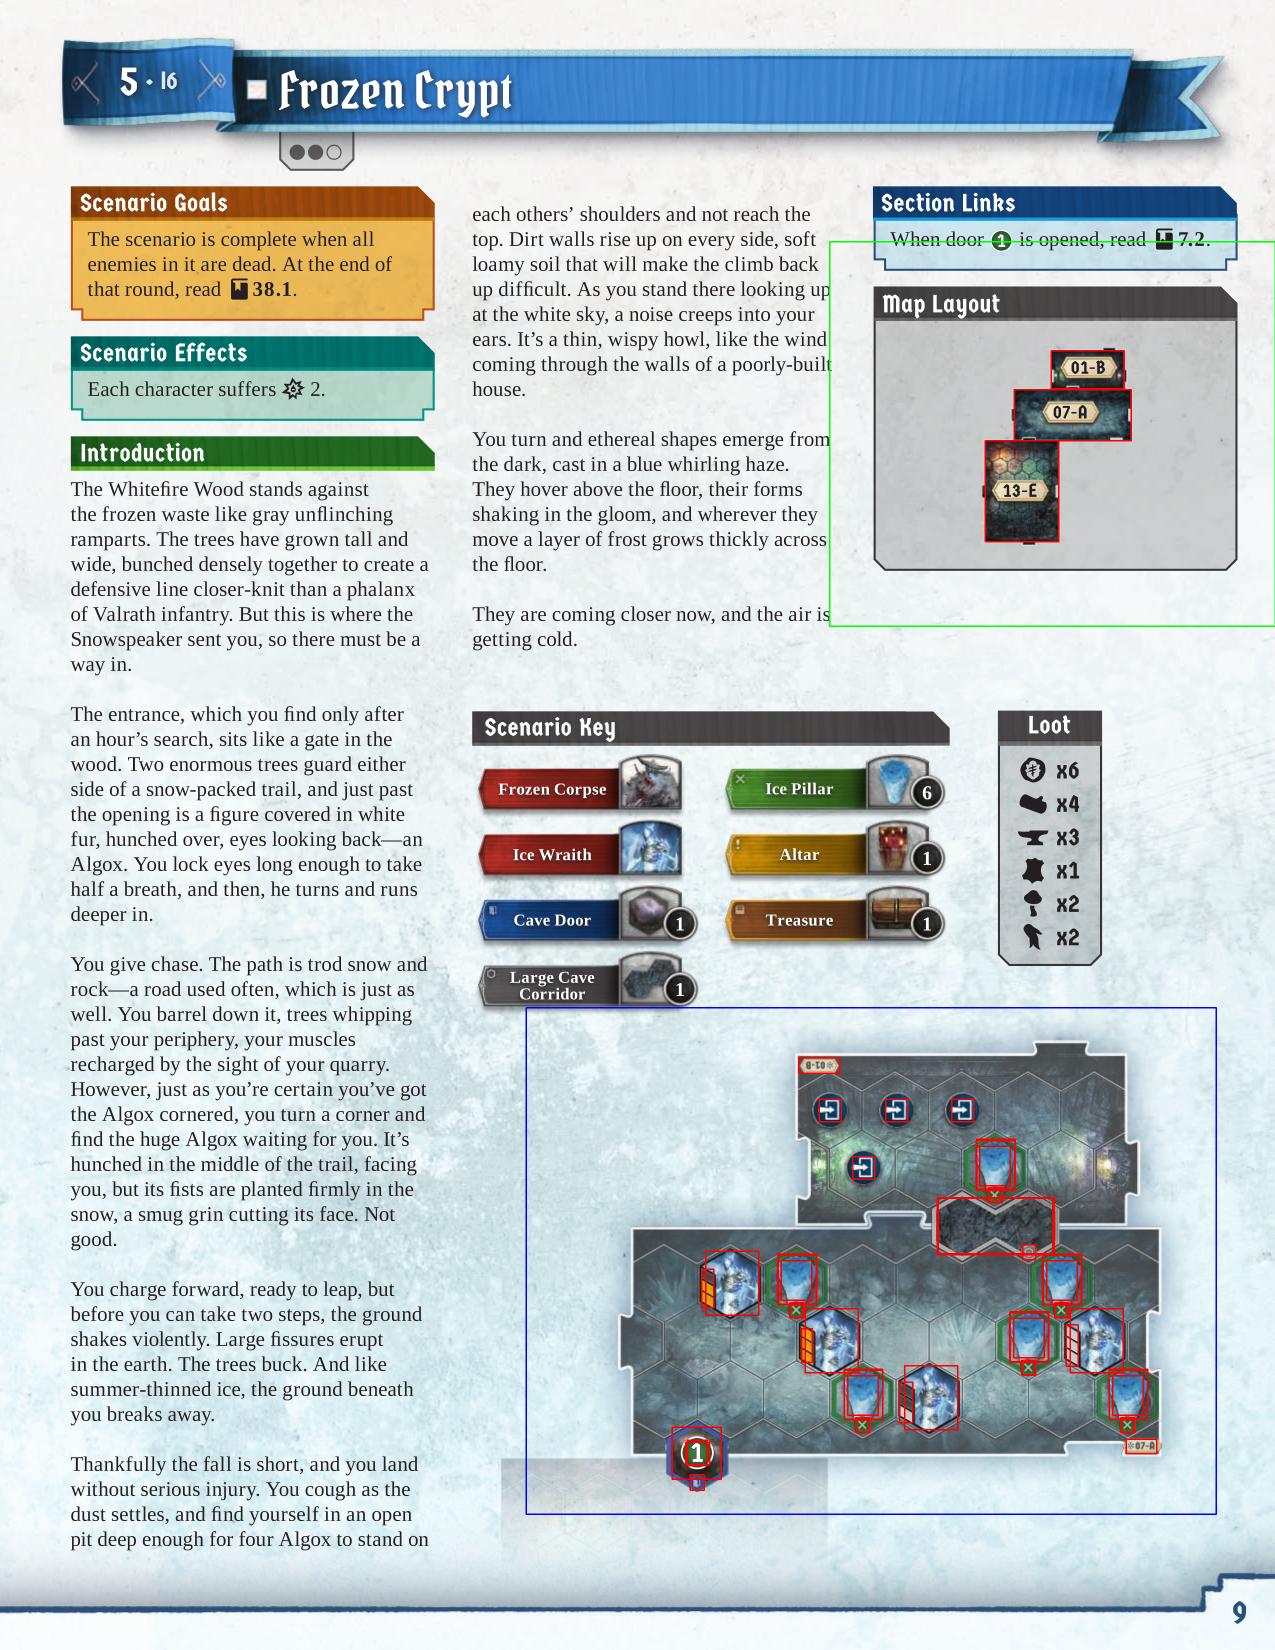 5 • 16
Frozen Crypt
Scenario Goals
The scenario is complete when all
enemies in it are dead. At the end of
that round, read 38.1.
Scenario Effects
Each character suffers 2.
Introduction
The Whitefire Wood stands against
the frozen waste like gray unflinching
ramparts. The trees have grown tall and
wide, bunched densely together to create a
defensive line closer-knit than a phalanx
of Valrath infantry. But this is where the
Snowspeaker sent you, so there must be a
way in.
The entrance, which you find only after
an hour’s search, sits like a gate in the
wood. Two enormous trees guard either
side of a snow-packed trail, and just past
the opening is a figure covered in white
fur, hunched over, eyes looking back—an
Algox. You lock eyes long enough to take
half a breath, and then, he turns and runs
deeper in.
You give chase. The path is trod snow and
rock—a road used often, which is just as
well. You barrel down it, trees whipping
past your periphery, your muscles
recharged by the sight of your quarry.
However, just as you’re certain you’ve got
the Algox cornered, you turn a corner and
find the huge Algox waiting for you. It’s
hunched in the middle of the trail, facing
you, but its fists are planted firmly in the
snow, a smug grin cutting its face. Not
good.
You charge forward, ready to leap, but
before you can take two steps, the ground
shakes violently. Large fissures erupt
in the earth. The trees buck. And like
summer-thinned ice, the ground beneath
you breaks away.
Thankfully the fall is short, and you land
without serious injury. You cough as the
dust settles, and find yourself in an open
pit deep enough for four Algox to stand on
each others’ shoulders and not reach the
top. Dirt walls rise up on every side, soft
loamy soil that will make the climb back
up difficult. As you stand there looking up
at the white sky, a noise creeps into your
ears. It’s a thin, wispy howl, like the wind
coming through the walls of a poorly-built
house.
You turn and ethereal shapes emerge from
the dark, cast in a blue whirling haze.
They hover above the floor, their forms
shaking in the gloom, and wherever they
move a layer of frost grows thickly across
the floor.
They are coming closer now, and the air is
getting cold.
Section Links
When door 1 is opened, read 7.2.
Map Layout
01-B
07-A
13-E
Scenario Key
Frozen Corpse
Ice Pillar 6
Ice Wraith
Altar 1
Cave Door 1
Treasure 1
Large Cave
Corridor 1
Loot
x6
x4
x3
x1
x2
x2
01-B
1
07-A
9